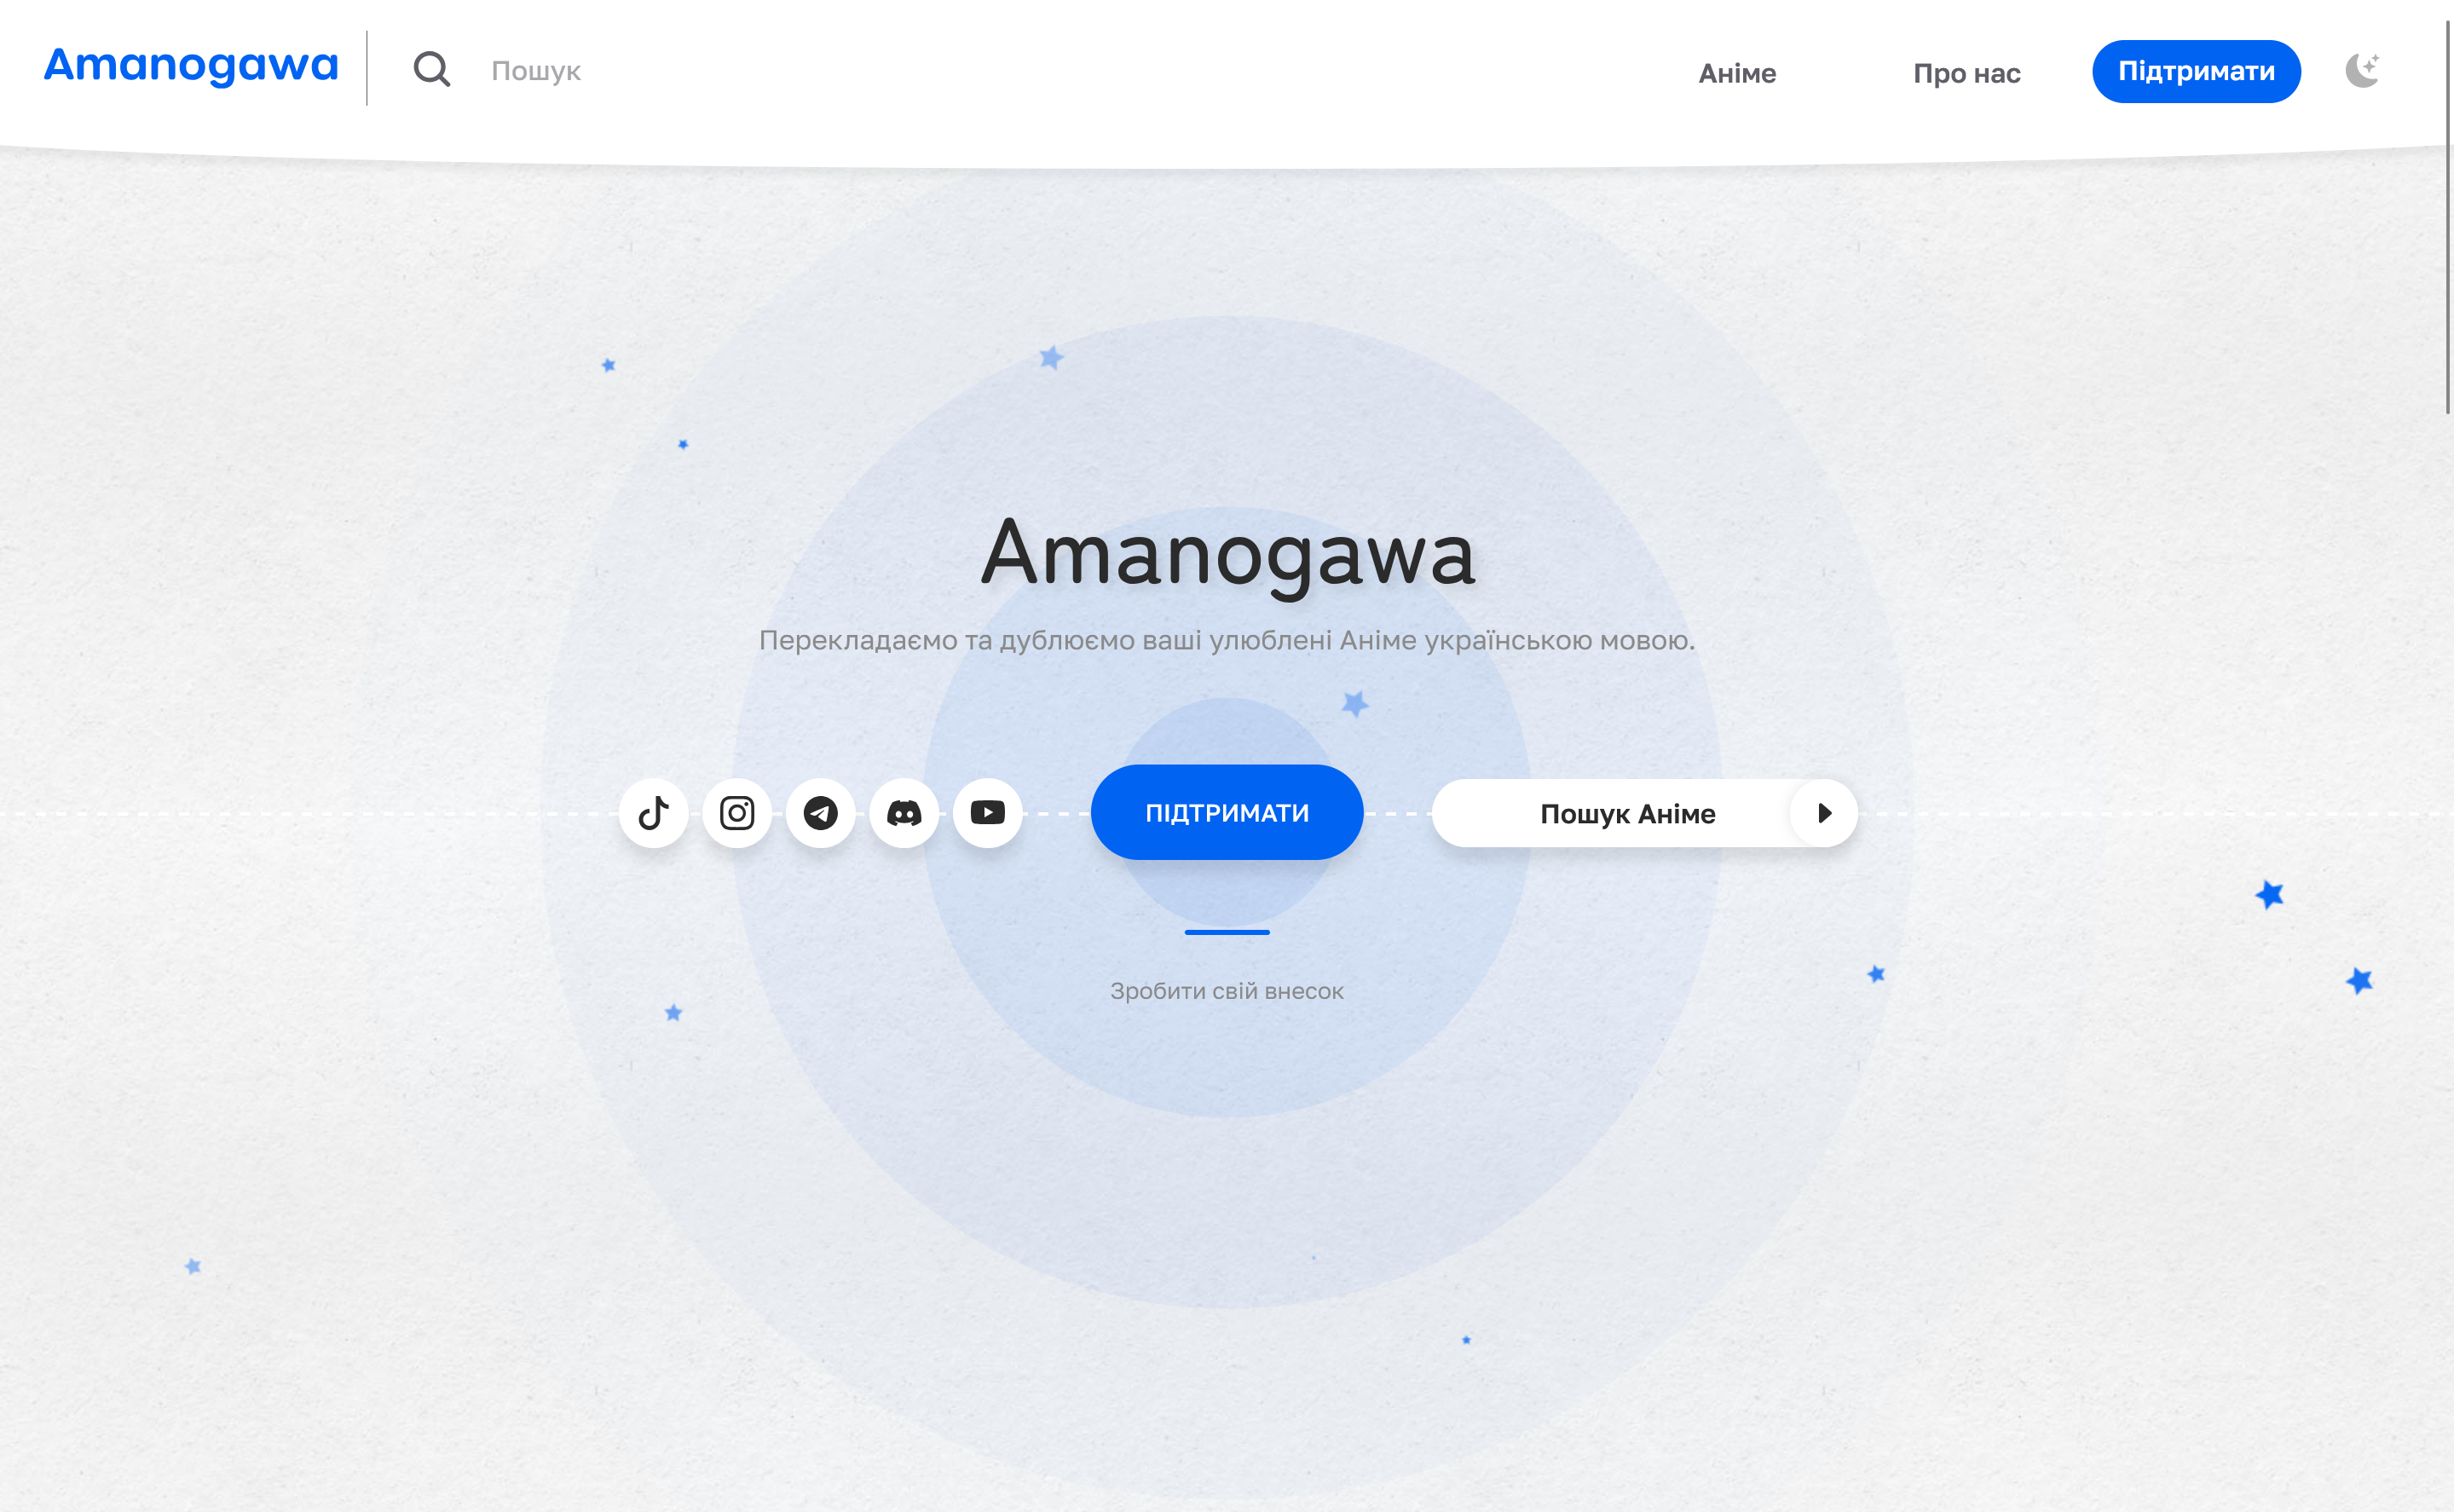 Amanogawa
Пошук
Аніме
Про нас
Підтримати
Amanogawa
Перекладаємо та дублюємо ваші улюблені Аніме українською мовою.
ПІДТРИМАТИ
Пошук Аніме
Зробити свій внесок